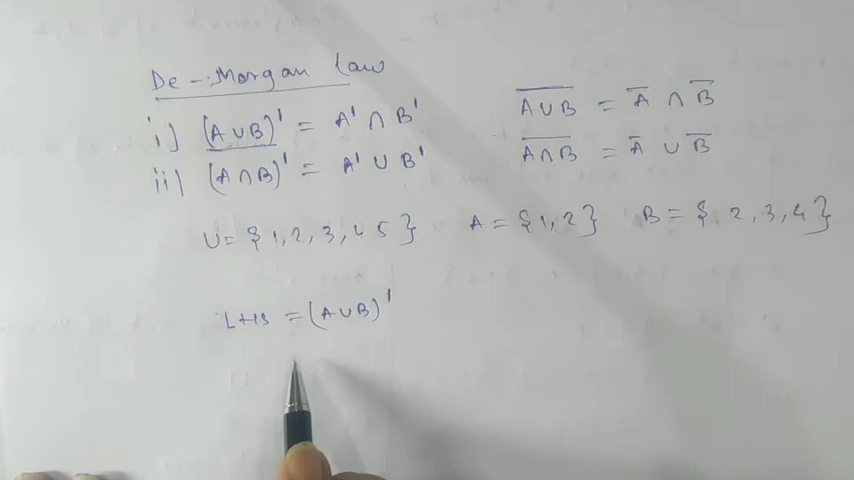 De-Morgan Law
i) (A∪B)' = A' ∩ B'
ii) (A∩B)' = A' ∪ B'
A̅∪̅B̅ = A̅ ∩ B̅
A̅∩̅B̅ = A̅ ∪ B̅
U = {1, 2, 3, 4 5} A = {1, 2} B = {2, 3, 4}
LHS = (A∪B)'